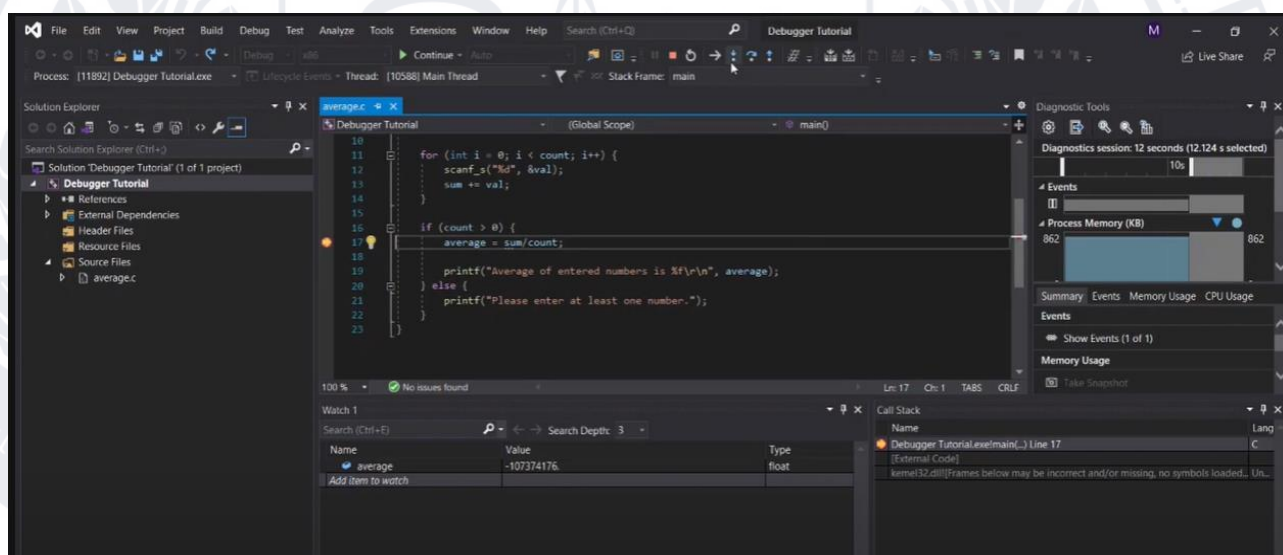 File Edit View Project Build Debug Test Analyze Tools Extensions Window Help Search (Ctrl+Q) Debugger Tutorial M
Debug x86 Continue Auto Live Share
Process: [11892] Debugger Tutorial.exe Lifecycle Events Thread: [10588] Main Thread Stack Frame: main
Solution Explorer
Search Solution Explorer (Ctrl+;)
Solution 'Debugger Tutorial' (1 of 1 project)
Debugger Tutorial
References
External Dependencies
Header Files
Resource Files
Source Files
average.c
average.c
Debugger Tutorial (Global Scope) main()
10
11 for (int i = 0; i < count; i++) {
12 scanf_s("%d", &val);
13 sum += val;
14 }
15
16 if (count > 0) {
17 average = sum/count;
18
19 printf("Average of entered numbers is %f\r\n", average);
20 } else {
21 printf("Please enter at least one number.");
22 }
23 }
100 % No issues found Ln: 17 Ch: 1 TABS CRLF
Watch 1
Search (Ctrl+E) Search Depth: 3
Name Value Type
average -107374176. float
Add item to watch
Diagnostic Tools
Diagnostics session: 12 seconds (12.124 s selected)
10s
Events
Process Memory (KB)
862 862
Summary Events Memory Usage CPU Usage
Events
Show Events (1 of 1)
Memory Usage
Take Snapshot
Call Stack
Name Lang
Debugger Tutorial.exe!main(...) Line 17 C
[External Code]
kernel32.dll![Frames below may be incorrect and/or missing, no symbols loaded... Un...